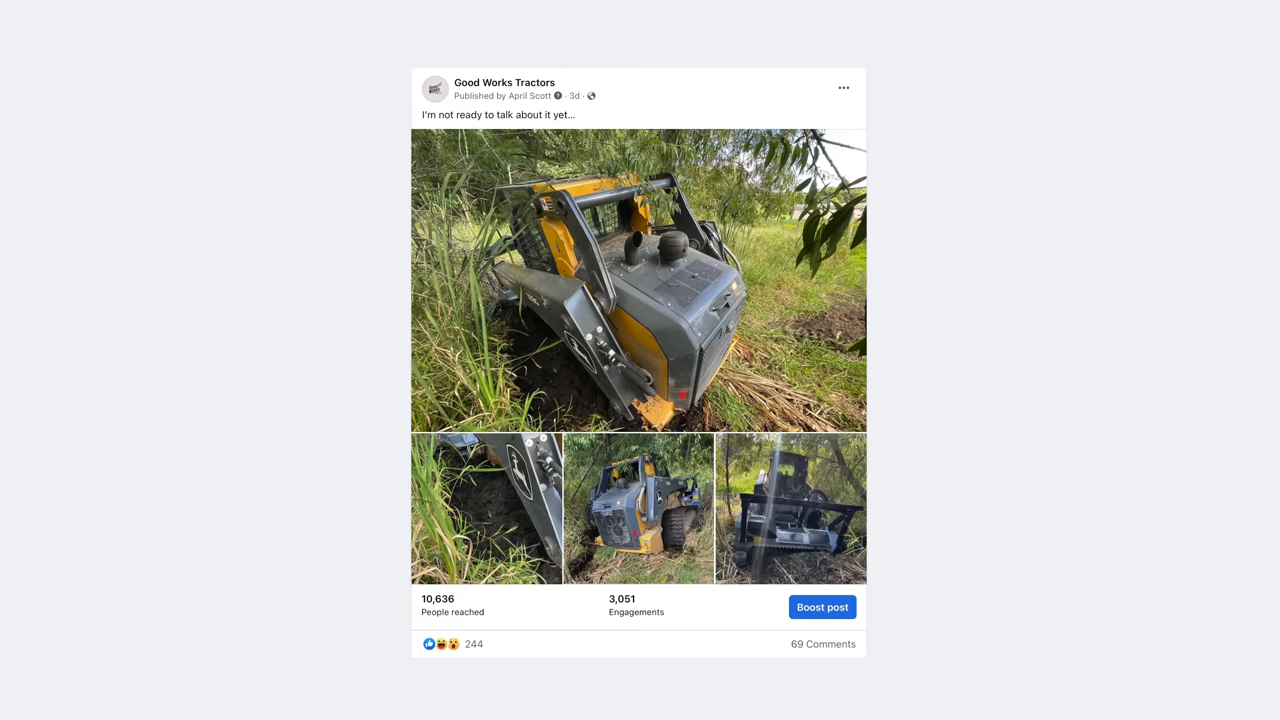 Good Works Tractors
Published by April Scott · 3d ·
I'm not ready to talk about it yet...
10,636
People reached
3,051
Engagements
Boost post
244
69 Comments